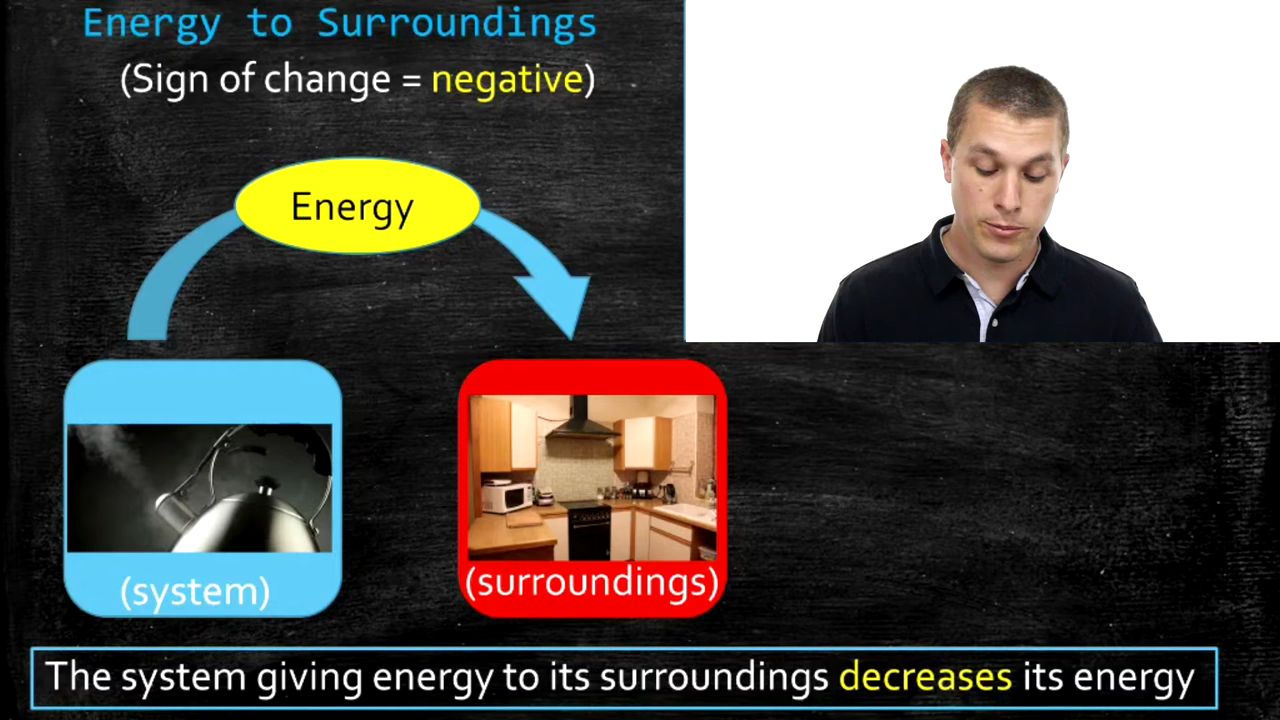 Energy to Surroundings
(Sign of change = negative)
Energy
(system)
(surroundings)
The system giving energy to its surroundings decreases its energy